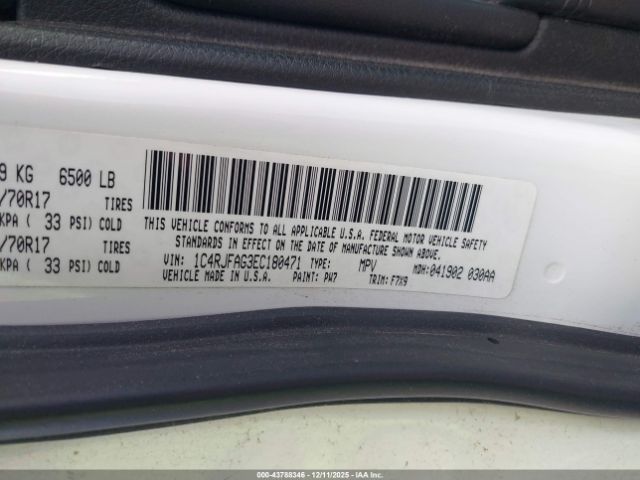 9 KG 6500 LB
/70R17 TIRES
KPA ( 33 PSI) COLD
/70R17 TIRES
KPA ( 33 PSI) COLD
THIS VEHICLE CONFORMS TO ALL APPLICABLE U.S.A. FEDERAL MOTOR VEHICLE SAFETY
STANDARDS IN EFFECT ON THE DATE OF MANUFACTURE SHOWN ABOVE.
VIN: 1C4RJFAG3EC180471 TYPE: MPV MDH:041902 030AA
VEHICLE MADE IN U.S.A. PAINT: PW7 TRIM: F7X9
000-43788346 - 12/11/2025 - IAAI